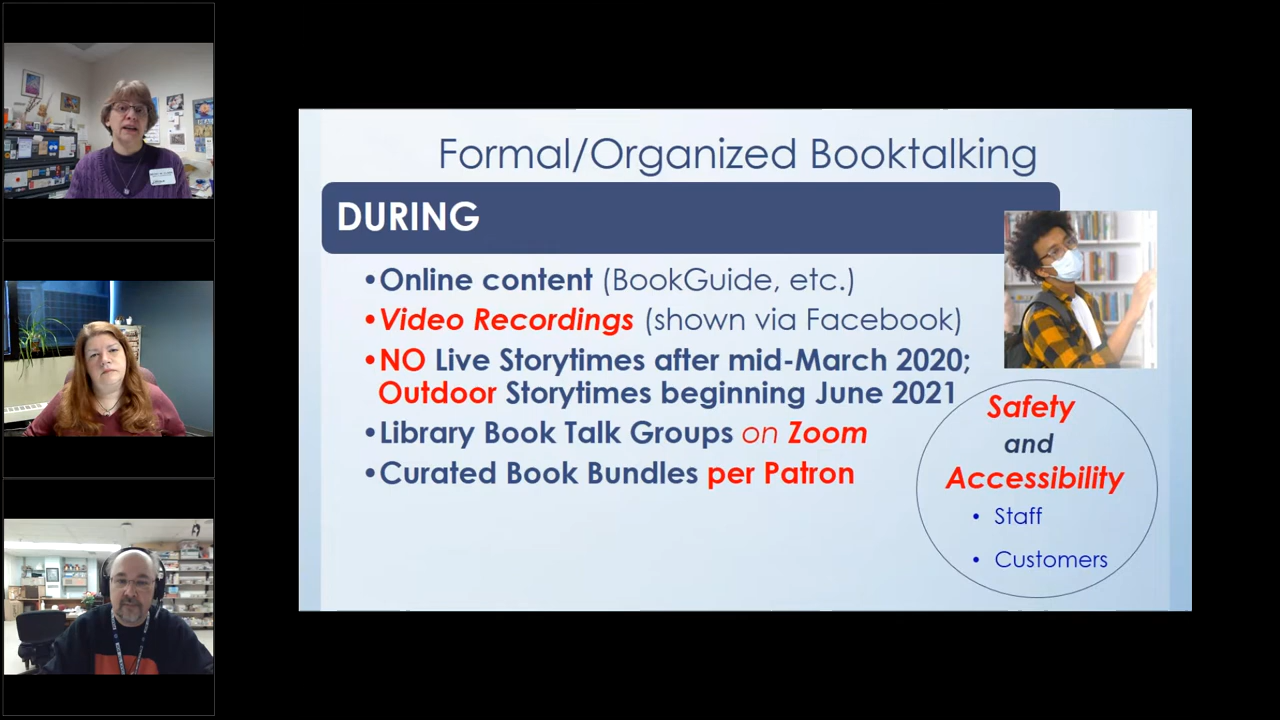 Formal/Organized Booktalking
DURING
•Online content (BookGuide, etc.)
•Video Recordings (shown via Facebook)
•NO Live Storytimes after mid-March 2020;
Outdoor Storytimes beginning June 2021
•Library Book Talk Groups on Zoom
•Curated Book Bundles per Patron
Safety
and
Accessibility
• Staff
• Customers